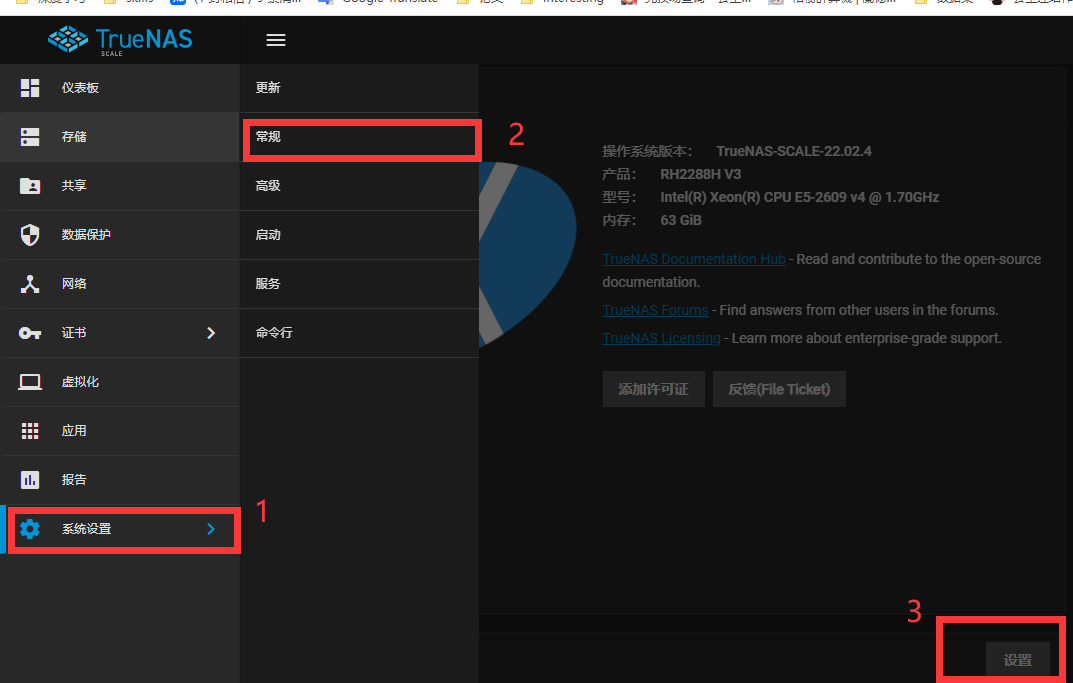 Google Translate
TrueNAS
SCALE
仪表板
存储
共享
数据保护
网络
证书
虚拟化
应用
报告
系统设置
1
更新
常规
2
高级
启动
服务
命令行
操作系统版本: TrueNAS-SCALE-22.02.4
产品: RH2288H V3
型号: Intel(R) Xeon(R) CPU E5-2609 v4 @ 1.70GHz
内存: 63 GiB
TrueNAS Documentation Hub - Read and contribute to the open-source
documentation.
TrueNAS Forums - Find answers from other users in the forums.
TrueNAS Licensing - Learn more about enterprise-grade support.
添加许可证 反馈(File Ticket)
3
设置